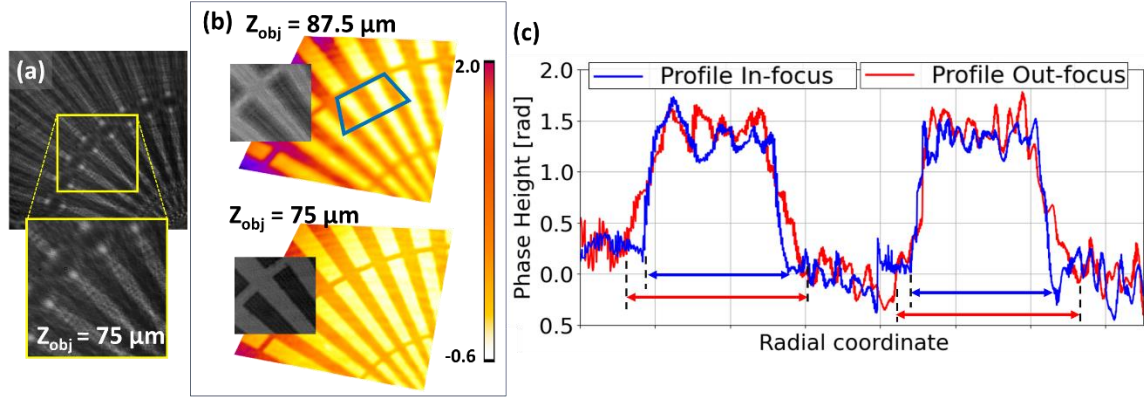 (a)
Z_obj = 75 µm
(b)
Z_obj = 87.5 µm
2.0
Z_obj = 75 µm
-0.6
(c)
Profile In-focus
Profile Out-focus
2.0
1.5
1.0
0.5
0.0
0.5
Phase Height [rad]
Radial coordinate